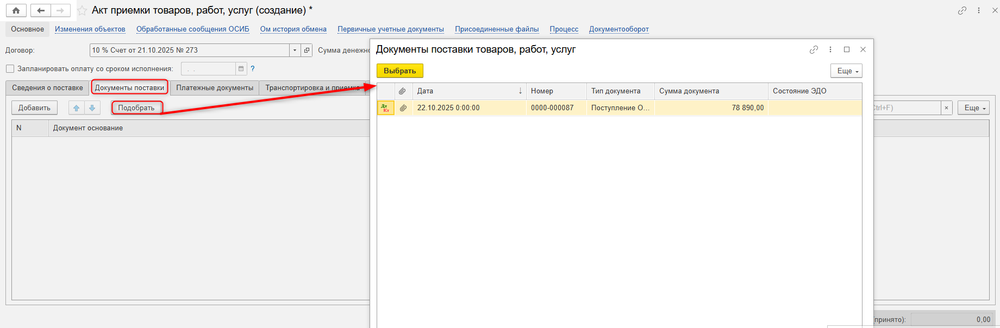 Акт приемки товаров, работ, услуг (создание) *
Основное Изменения объектов Обработанные сообщения ОСИБ Ом история обмена Первичные учетные документы Присоединенные файлы Процесс Документооборот
Договор: 10 % Счет от 21.10.2025 № 273 Сумма денежно
Запланировать оплату со сроком исполнения: . . ?
Сведения о поставке Документы поставки Платежные документы Транспортировка и приемка
Добавить Подобрать Ctrl+F) × Еще
N Документ основание
Документы поставки товаров, работ, услуг
Выбрать Еще
Дата ↓ Номер Тип документа Сумма документа Состояние ЭДО
Дт Кт 22.10.2025 0:00:00 0000-000087 Поступление О... 78 890,00
(принято): 0,00